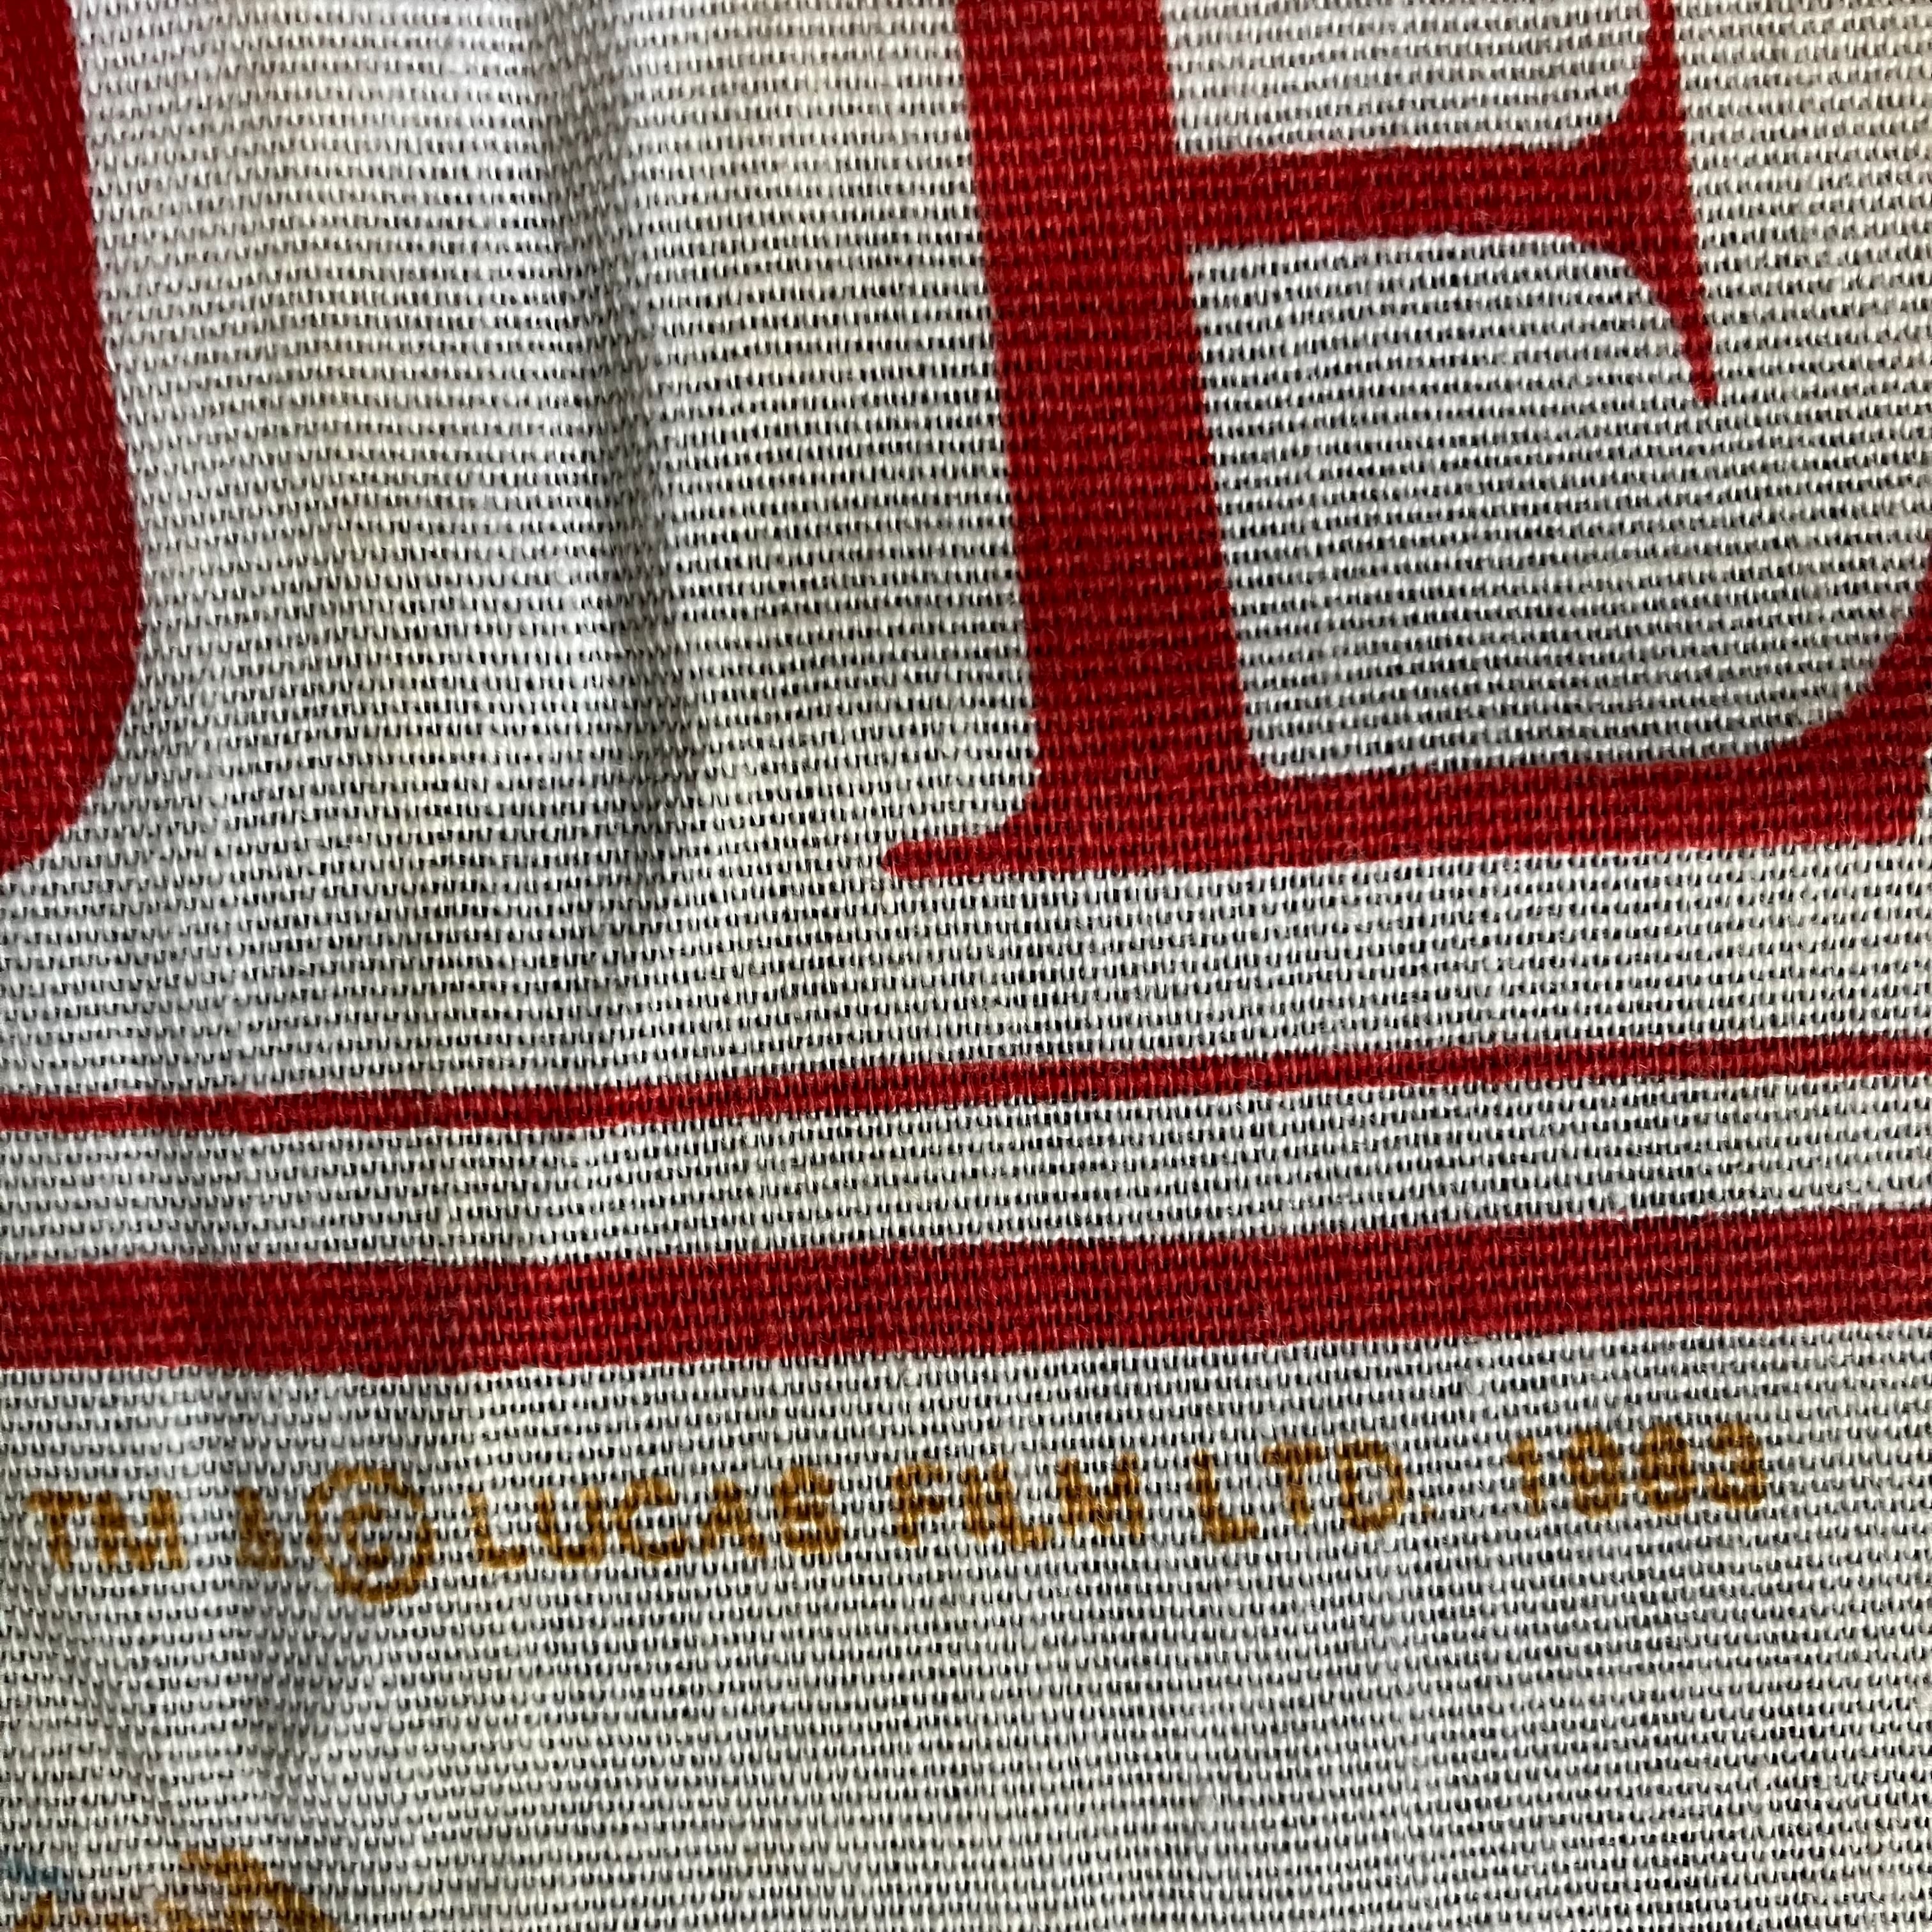 E
TM & © LUCAS FILM LTD. 1983